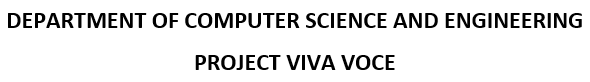 DEPARTMENT OF COMPUTER SCIENCE AND ENGINEERING
PROJECT VIVA VOCE